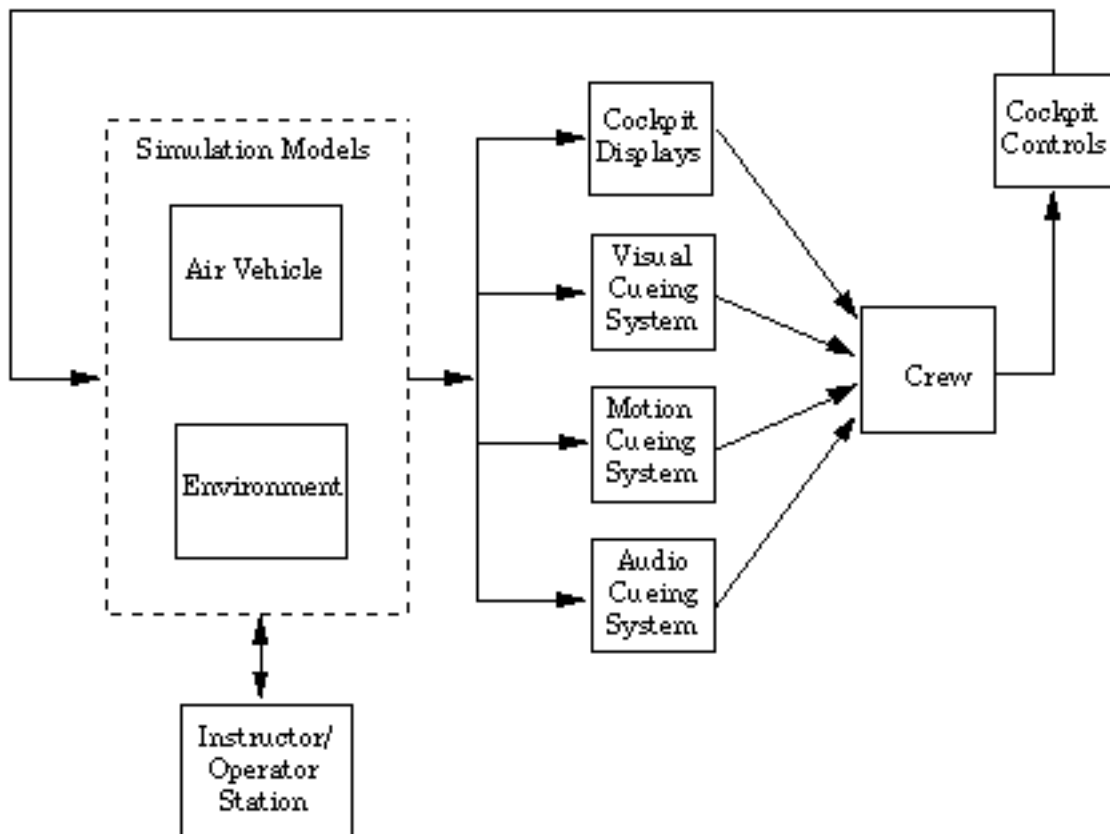 Simulation Models
Air Vehicle
Environment
Instructor/
Operator
Station
Cockpit
Displays
Visual
Cueing
System
Motion
Cueing
System
Audio
Cueing
System
Crew
Cockpit
Controls